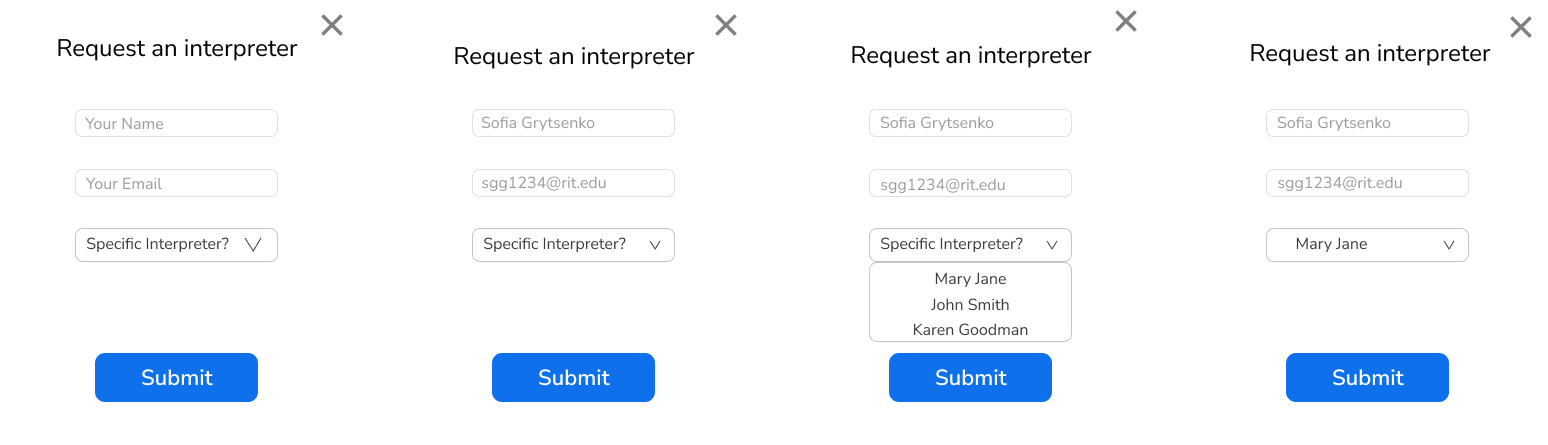 Request an interpreter
Your Name
Your Email
Specific Interpreter?
Submit
Request an interpreter
Sofia Grytsenko
sgg1234@rit.edu
Specific Interpreter?
Submit
Request an interpreter
Sofia Grytsenko
sgg1234@rit.edu
Specific Interpreter?
Mary Jane
John Smith
Karen Goodman
Submit
Request an interpreter
Sofia Grytsenko
sgg1234@rit.edu
Mary Jane
Submit